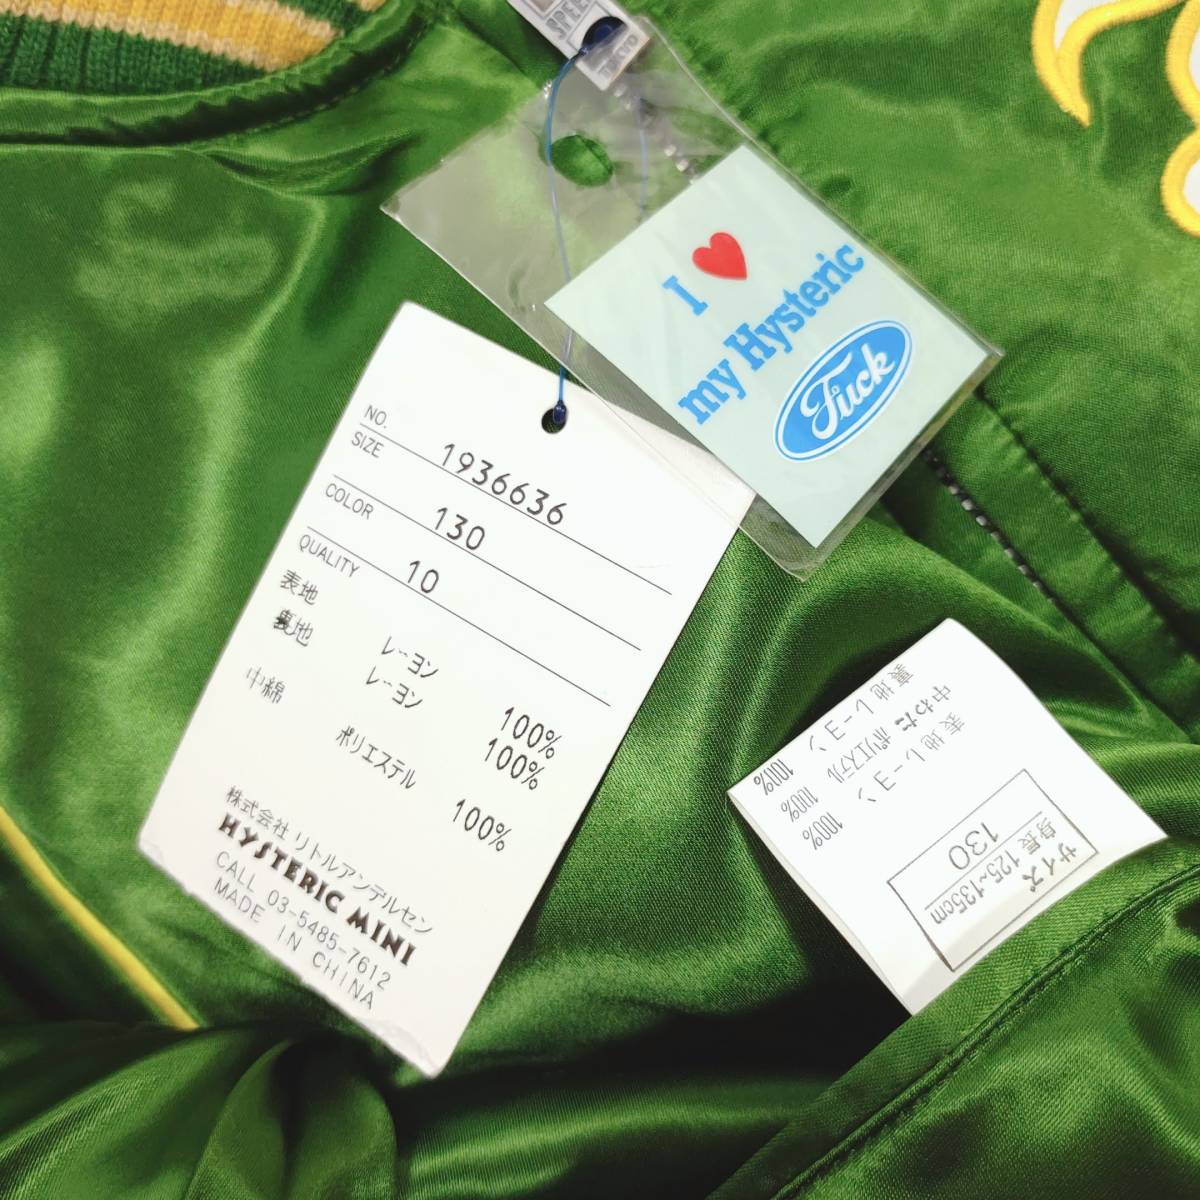 SPEE
TOKYO
I ♥
my Hysteric
Fuck
NO. 1936636
SIZE 130
COLOR 10
QUALITY
表地 レーヨン 100%
裏地 レーヨン 100%
中綿 ポリエステル 100%
株式会社 リトルアンデルセン
HYSTERIC MINI
CALL 03-5485-7612
MADE IN CHINA
表地 レーヨン 100%
中わた ポリエステル 100%
裏地 レーヨン 100%
サイズ
130
身長 125~135cm